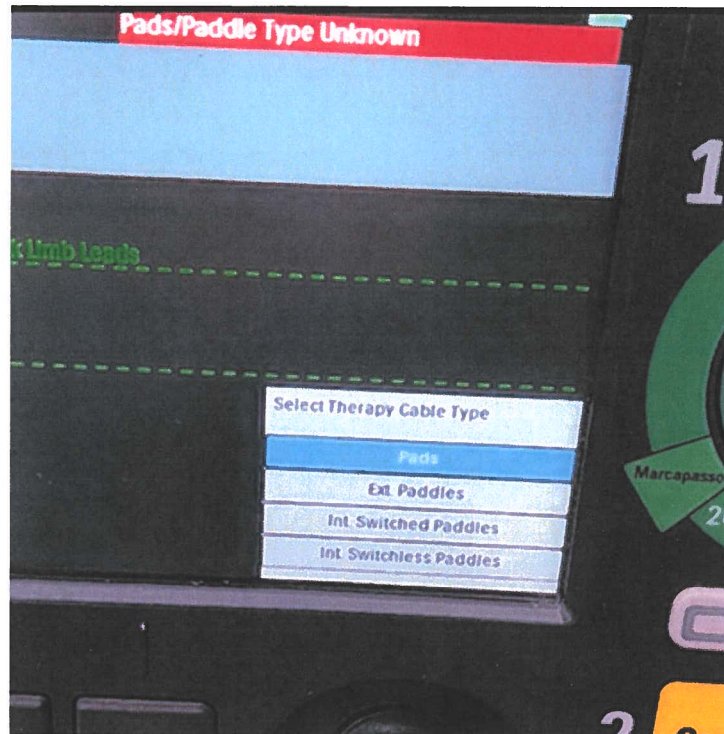 Pads/Paddle Type Unknown
1
Limb Leads
Select Therapy Cable Type
Pads
Ext. Paddles
Int. Switched Paddles
Int. Switchless Paddles
Marcapasso
2
2